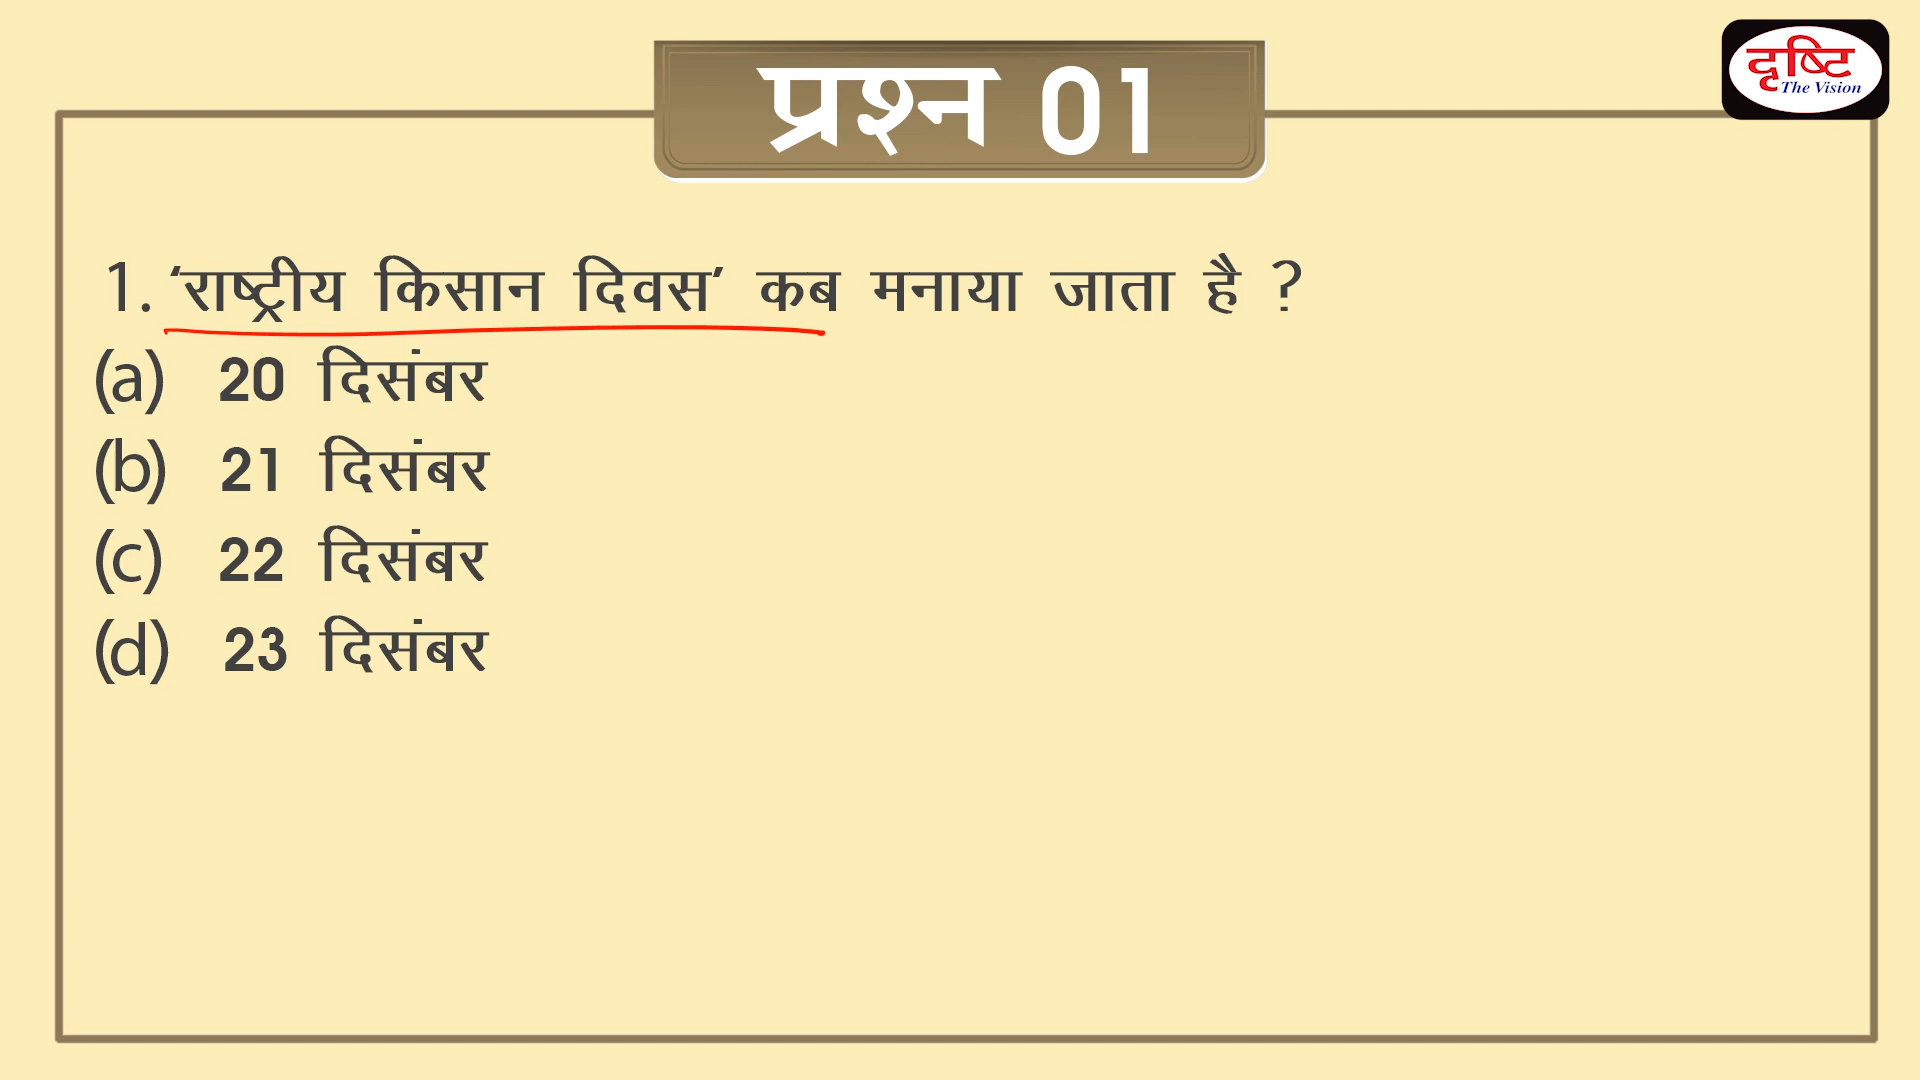 प्रश्न 01
दृष्टि
The Vision
1. ‘राष्ट्रीय किसान दिवस’ कब मनाया जाता है ?
(a) 20 दिसंबर
(b) 21 दिसंबर
(c) 22 दिसंबर
(d) 23 दिसंबर